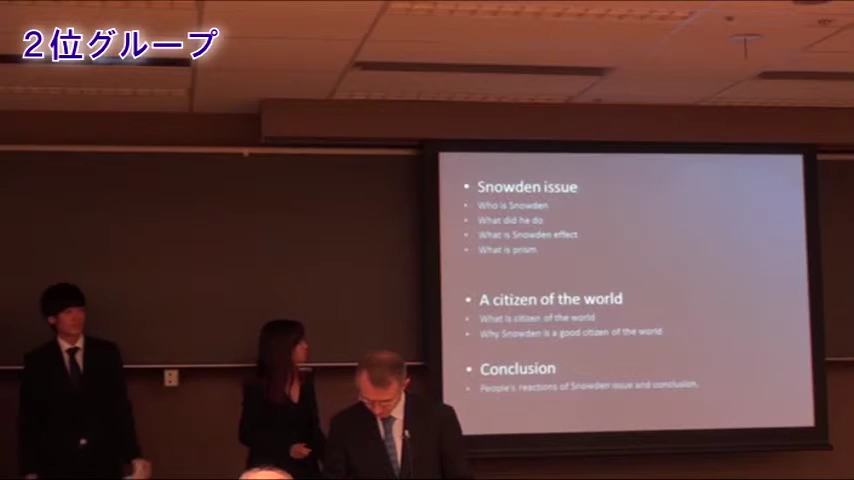 2位グループ
• Snowden issue
• Who is Snowden
• What did he do
• What is Snowden effect
• What is prism
• A citizen of the world
• What is citizen of the world
• Why Snowden is a good citizen of the world
• Conclusion
• People's reactions of Snowden issue and conclusion.